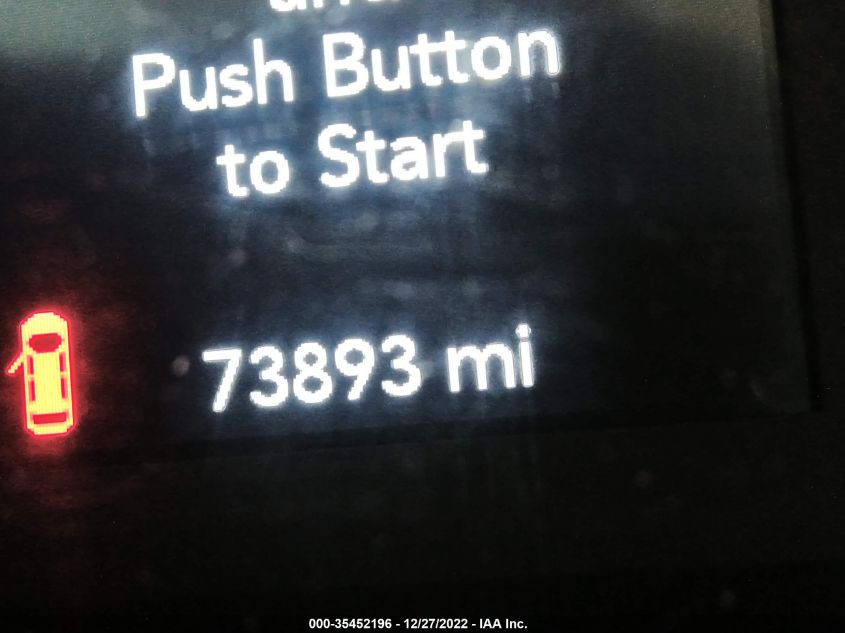 Push Button
to Start
73893 mi
000-35452196 - 12/27/2022 - IAA Inc.